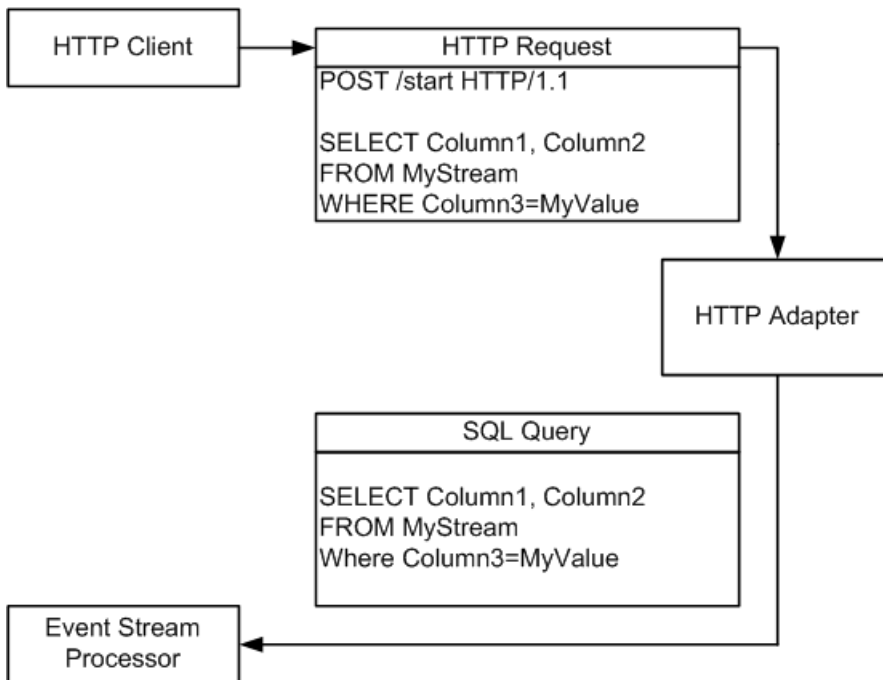 HTTP Client
HTTP Request
POST /start HTTP/1.1
SELECT Column1, Column2
FROM MyStream
WHERE Column3=MyValue
HTTP Adapter
SQL Query
SELECT Column1, Column2
FROM MyStream
Where Column3=MyValue
Event Stream
Processor